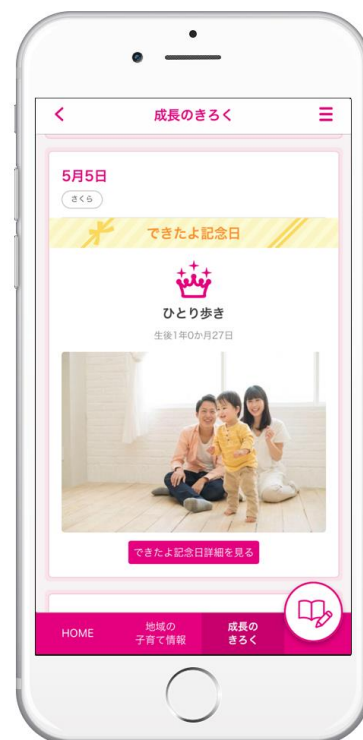 成長のきろく
5月5日
さくら
できたよ記念日
ひとり歩き
生後1年0か月27日
できたよ記念日詳細を見る
HOME
地域の
子育て情報
成長の
きろく